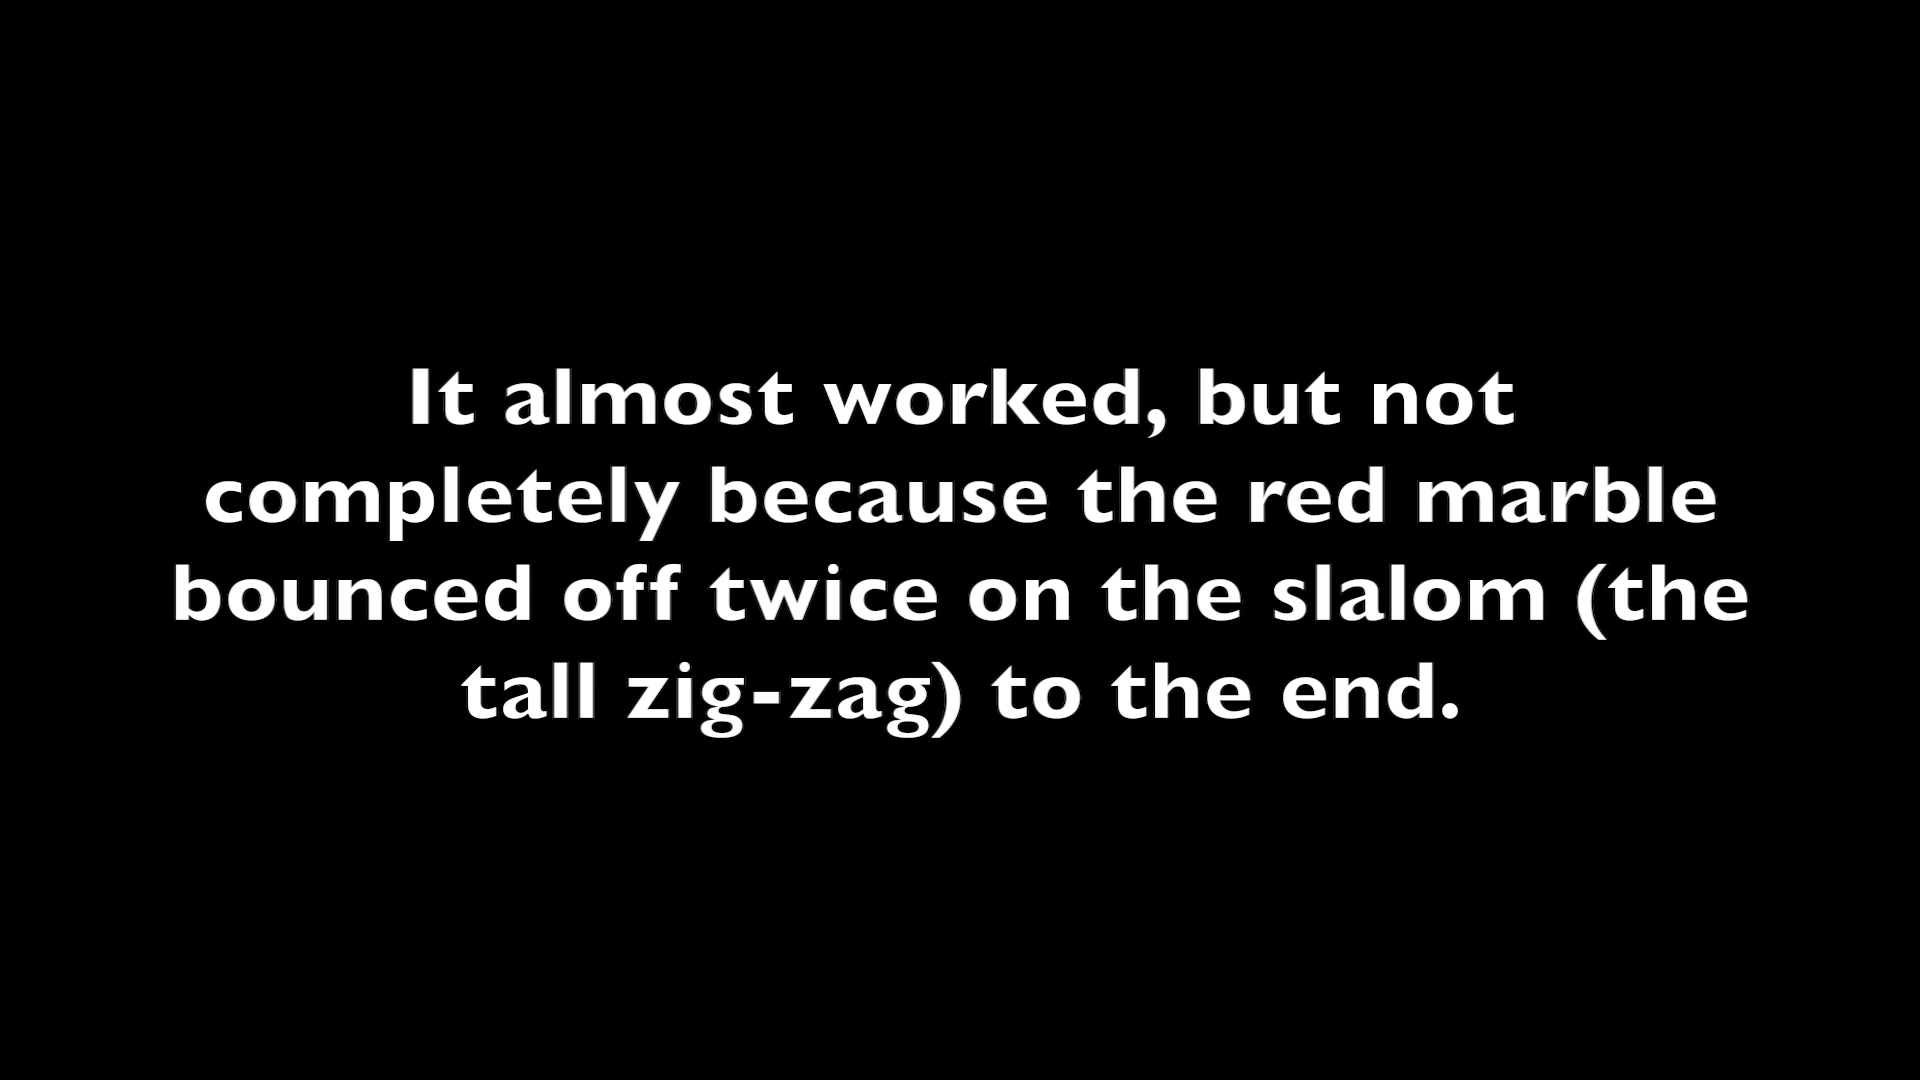 It almost worked, but not
completely because the red marble
bounced off twice on the slalom (the
tall zig-zag) to the end.